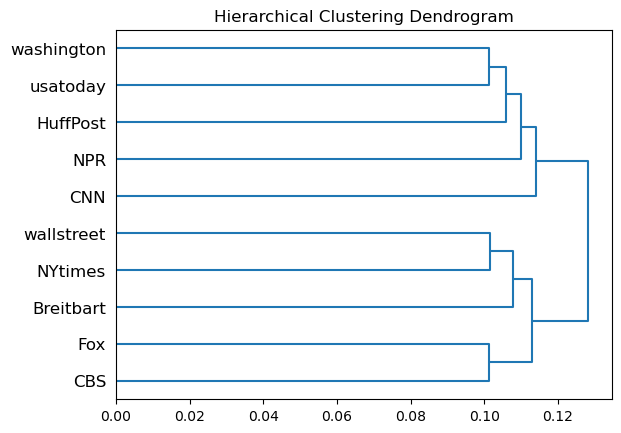 Hierarchical Clustering Dendrogram
washington
usatoday
HuffPost
NPR
CNN
wallstreet
NYtimes
Breitbart
Fox
CBS
0.00 0.02 0.04 0.06 0.08 0.10 0.12